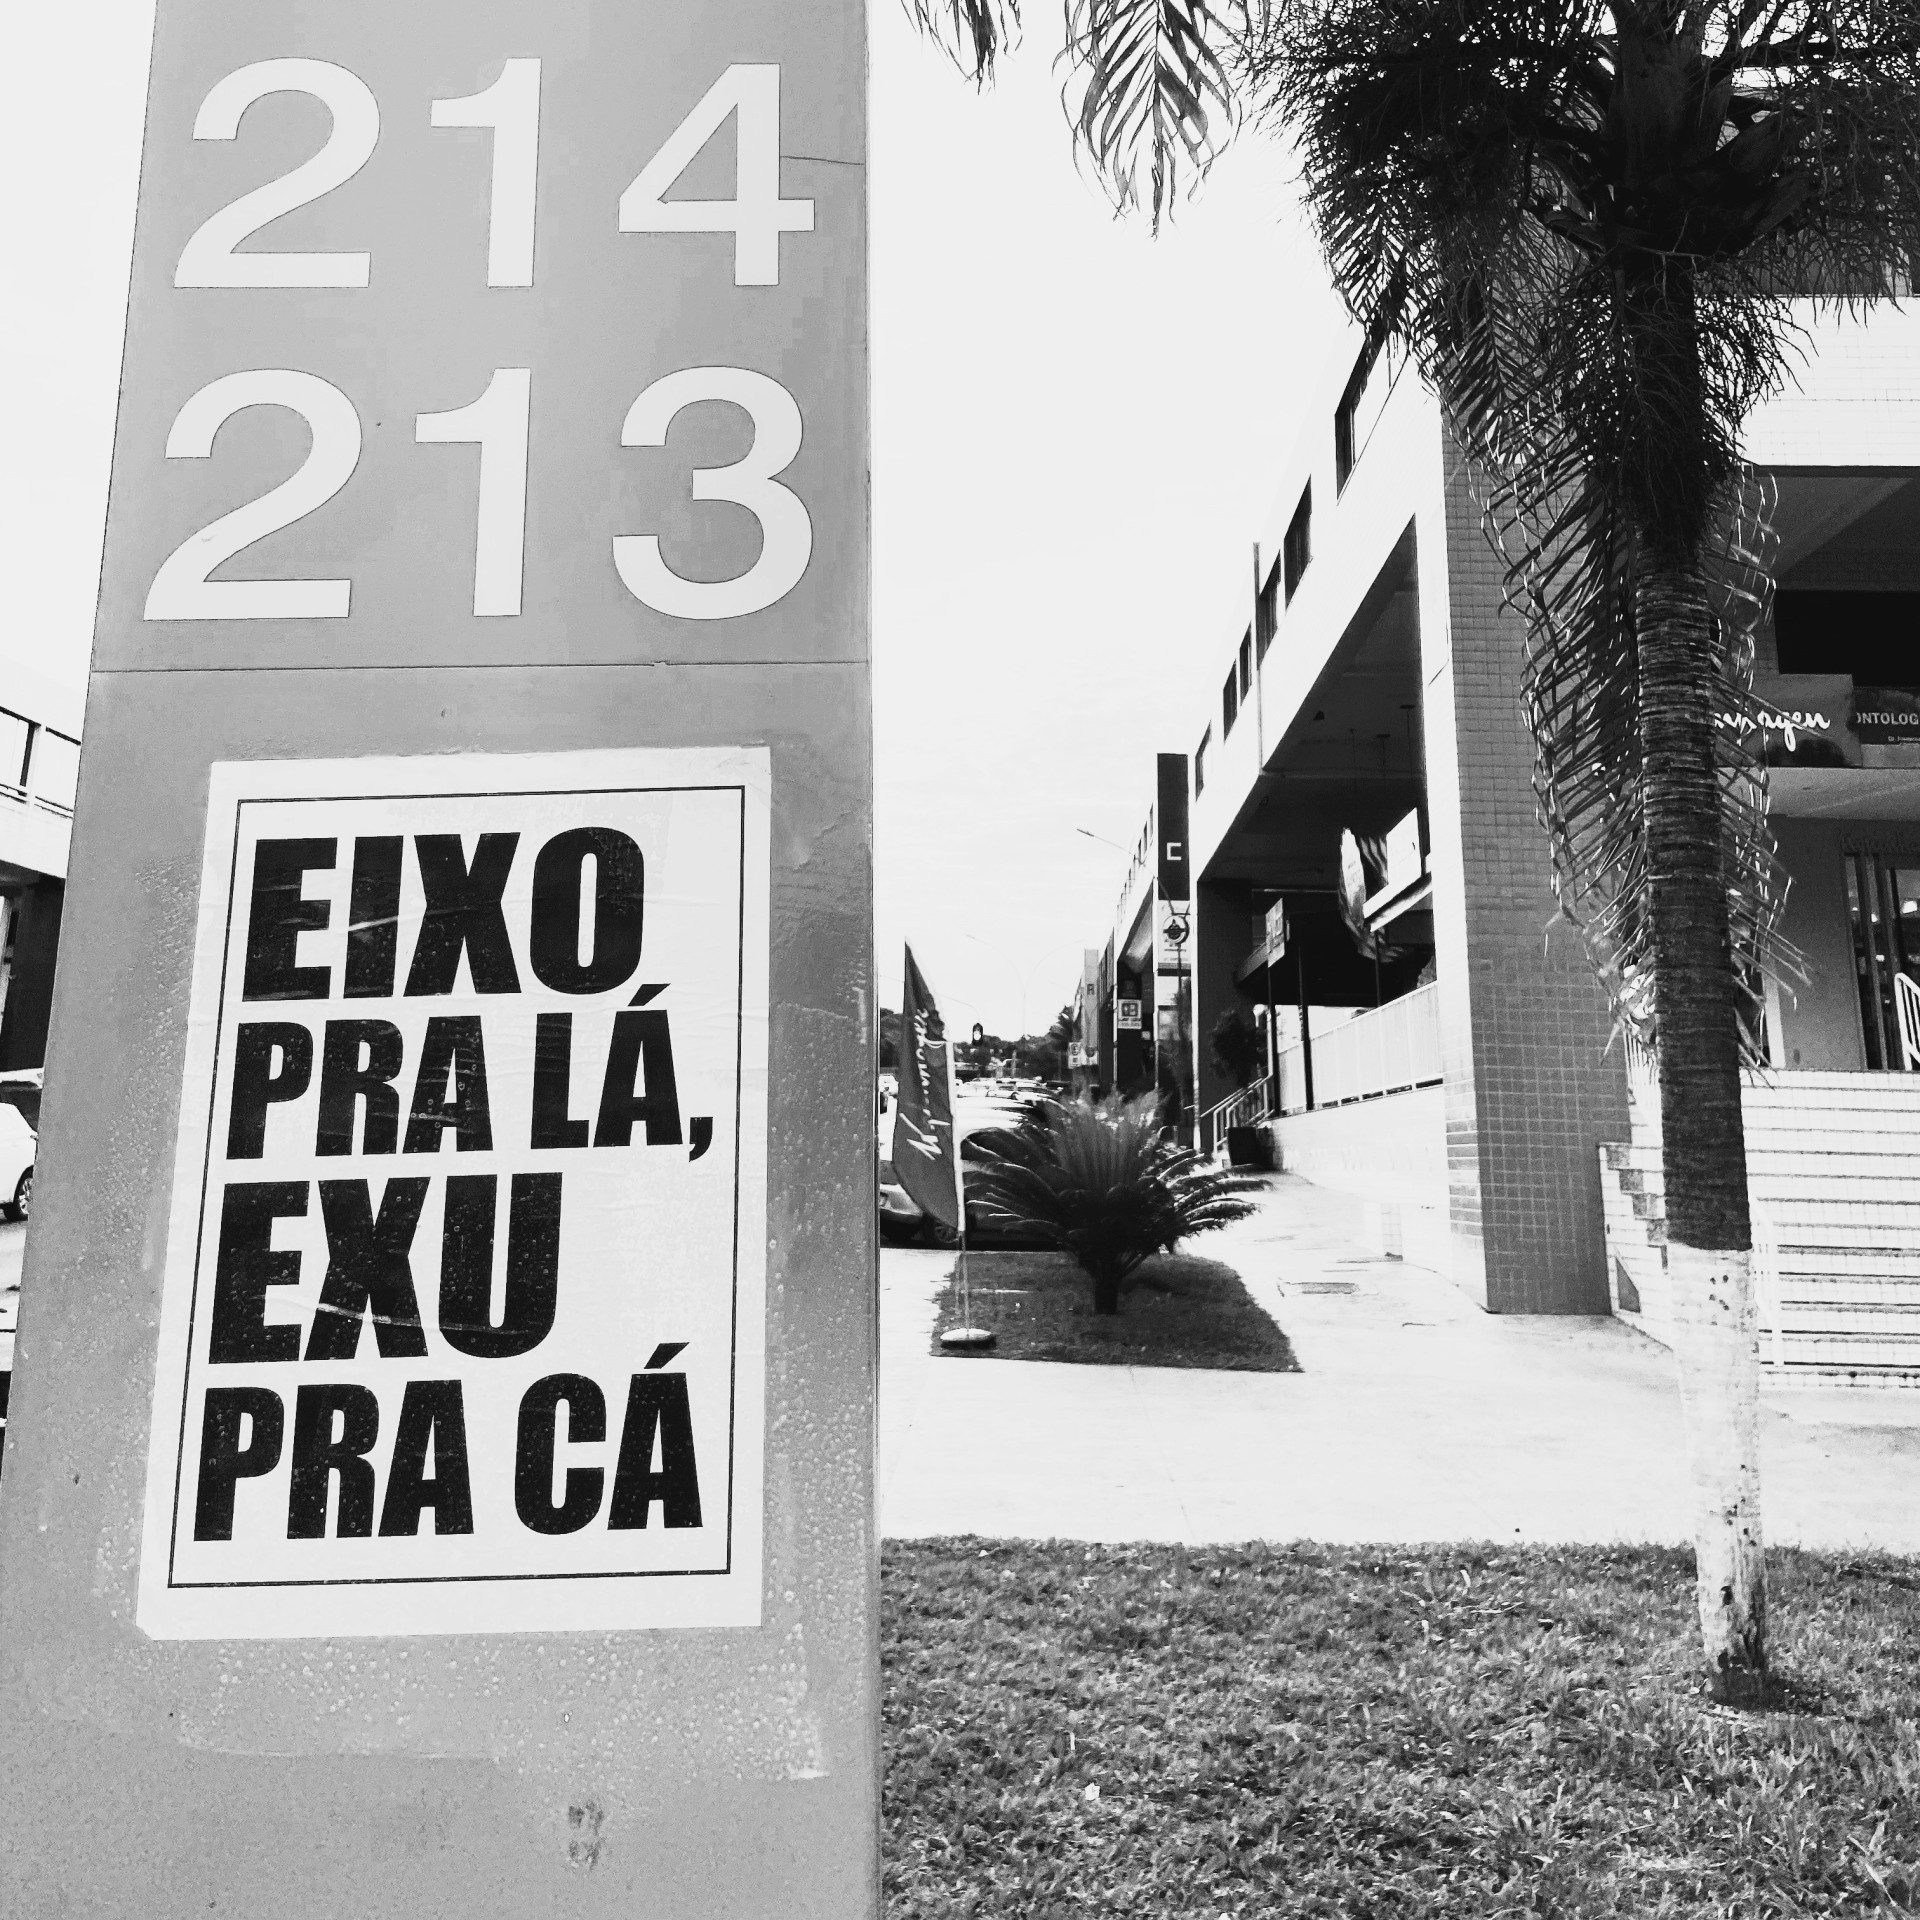 214
213
EIXO
PRA LÁ,
EXU
PRA CÁ
C